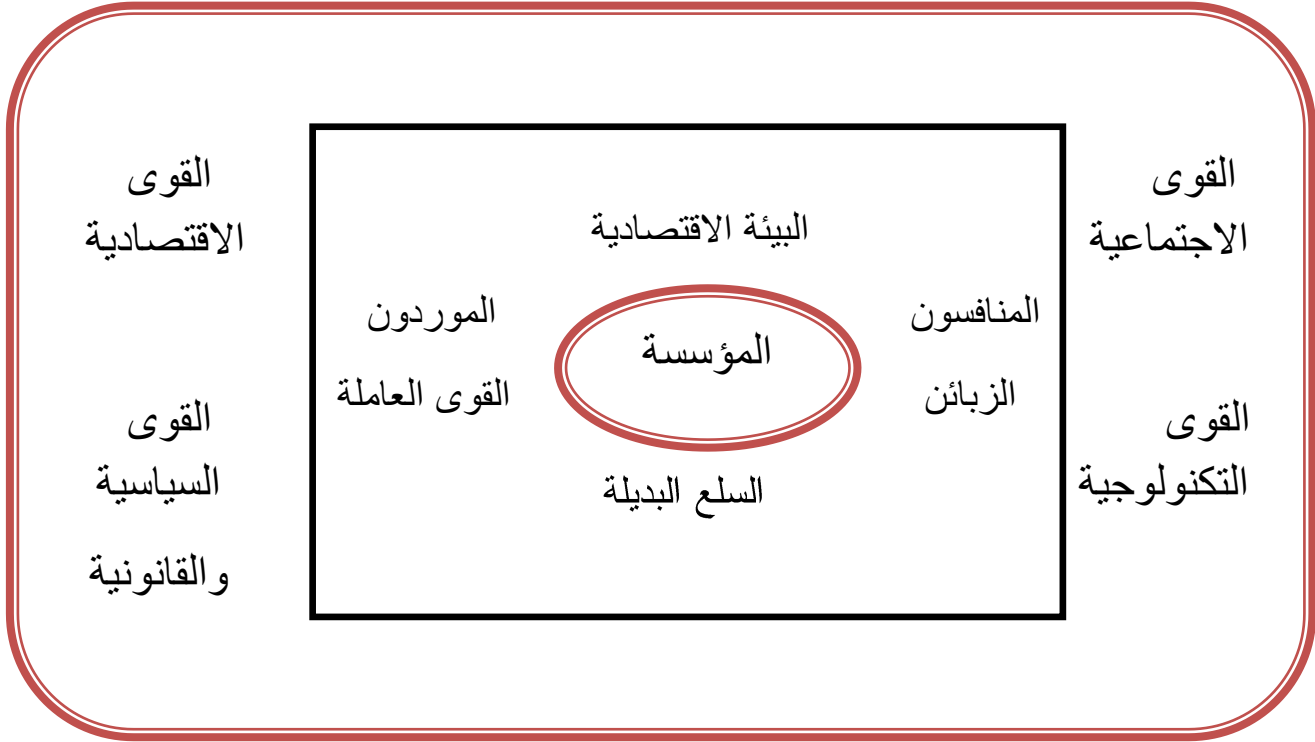 القوى
الاجتماعية
القوى
التكنولوجية
البيئة الاقتصادية
المنافسون
الزبائن
المؤسسة
الموردون
القوى العاملة
السلع البديلة
القوى
الاقتصادية
القوى
السياسية
والقانونية